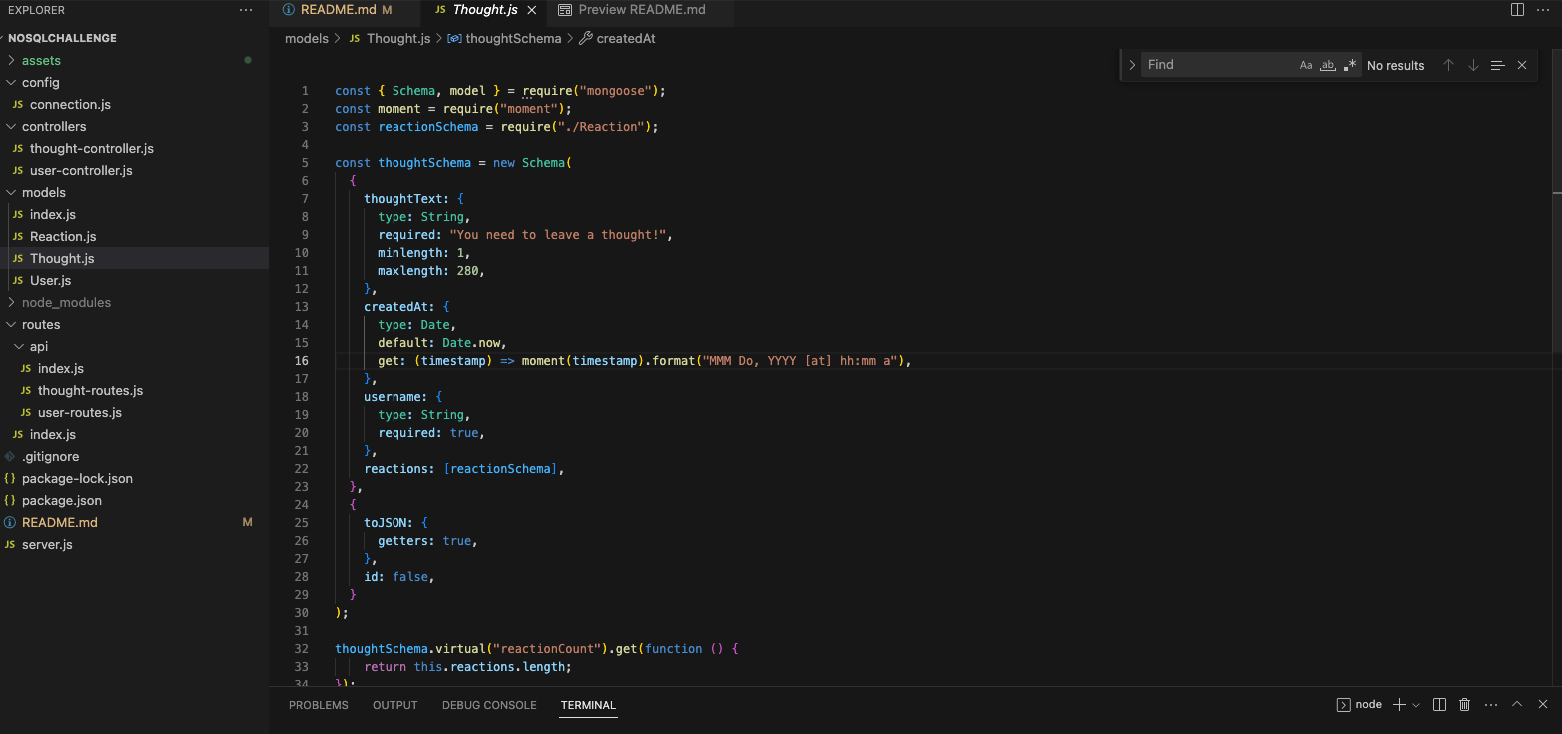 EXPLORER
NOSQLCHALLENGE
assets
config
JS connection.js
controllers
JS thought-controller.js
JS user-controller.js
models
JS index.js
JS Reaction.js
JS Thought.js
JS User.js
node_modules
routes
api
JS index.js
JS thought-routes.js
JS user-routes.js
JS index.js
.gitignore
{} package-lock.json
{} package.json
README.md M
JS server.js
README.md M
JS Thought.js
Preview README.md
models > JS Thought.js > thoughtSchema > createdAt
Find Aa ab No results
1 const { Schema, model } = require("mongoose");
2 const moment = require("moment");
3 const reactionSchema = require("./Reaction");
4
5 const thoughtSchema = new Schema(
6 {
7 thoughtText: {
8 type: String,
9 required: "You need to leave a thought!",
10 minlength: 1,
11 maxlength: 280,
12 },
13 createdAt: {
14 type: Date,
15 default: Date.now,
16 get: (timestamp) => moment(timestamp).format("MMM Do, YYYY [at] hh:mm a"),
17 },
18 username: {
19 type: String,
20 required: true,
21 },
22 reactions: [reactionSchema],
23 },
24 {
25 toJSON: {
26 getters: true,
27 },
28 id: false,
29 }
30 );
31
32 thoughtSchema.virtual("reactionCount").get(function () {
33 return this.reactions.length;
34 });
PROBLEMS OUTPUT DEBUG CONSOLE TERMINAL node